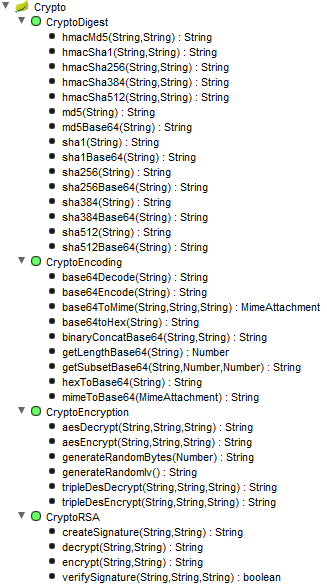 Crypto
CryptoDigest
hmacMd5(String,String) : String
hmacSha1(String,String) : String
hmacSha256(String,String) : String
hmacSha384(String,String) : String
hmacSha512(String,String) : String
md5(String) : String
md5Base64(String) : String
sha1(String) : String
sha1Base64(String) : String
sha256(String) : String
sha256Base64(String) : String
sha384(String) : String
sha384Base64(String) : String
sha512(String) : String
sha512Base64(String) : String
CryptoEncoding
base64Decode(String) : String
base64Encode(String) : String
base64ToMime(String,String,String) : MimeAttachment
base64toHex(String) : String
binaryConcatBase64(String,String) : String
getLengthBase64(String) : Number
getSubsetBase64(String,Number,Number) : String
hexToBase64(String) : String
mimeToBase64(MimeAttachment) : String
CryptoEncryption
aesDecrypt(String,String,String) : String
aesEncrypt(String,String,String) : String
generateRandomBytes(Number) : String
generateRandomIv() : String
tripleDesDecrypt(String,String,String) : String
tripleDesEncrypt(String,String,String) : String
CryptoRSA
createSignature(String,String) : String
decrypt(String,String) : String
encrypt(String,String) : String
verifySignature(String,String,String) : boolean